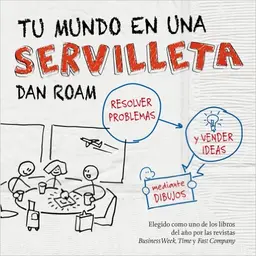 TU MUNDO EN UNA
SERVILLETA
DAN ROAM
RESOLVER
PROBLEMAS
y VENDER
IDEAS
mediante
DIBUJOS
Elegido como uno de los libros
del año por las revistas
BusinessWeek, Time y Fast Company